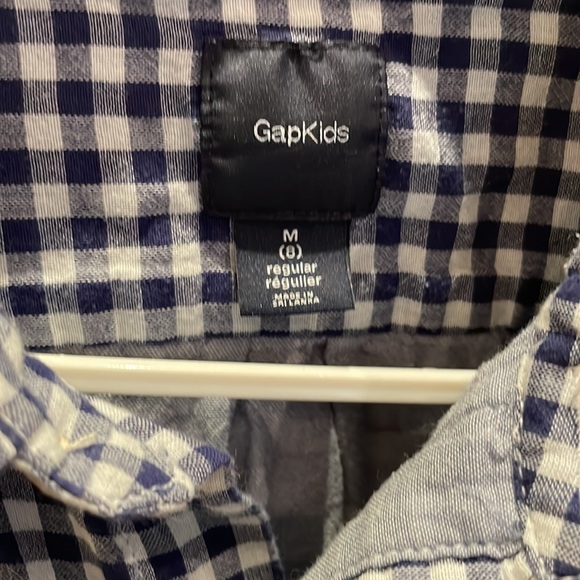 GapKids
M
(8)
regular
régulier
MADE IN
SRI LANKA